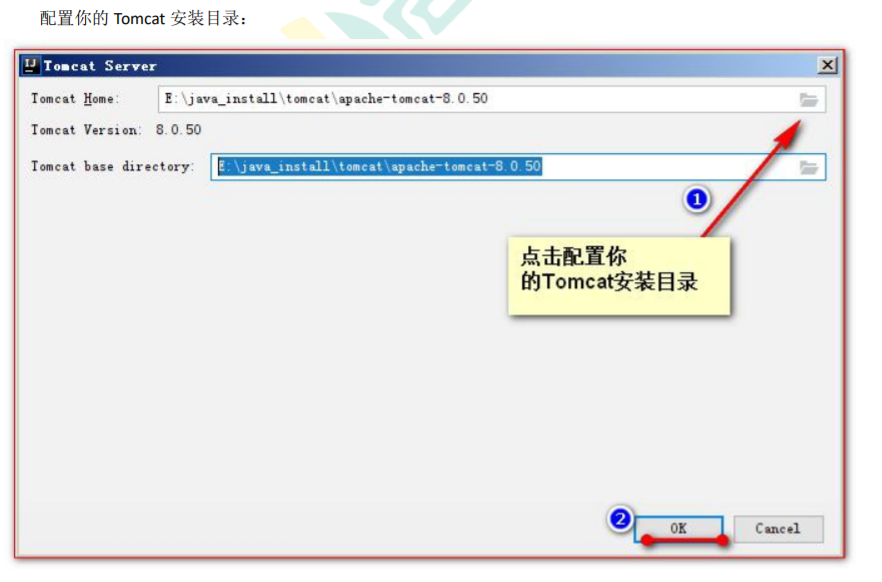 配置你的 Tomcat 安装目录：
Tomcat Server
Tomcat Home: E:\java_install\tomcat\apache-tomcat-8.0.50
Tomcat Version: 8.0.50
Tomcat base directory: E:\java_install\tomcat\apache-tomcat-8.0.50
1
点击配置你
的Tomcat安装目录
2
OK Cancel